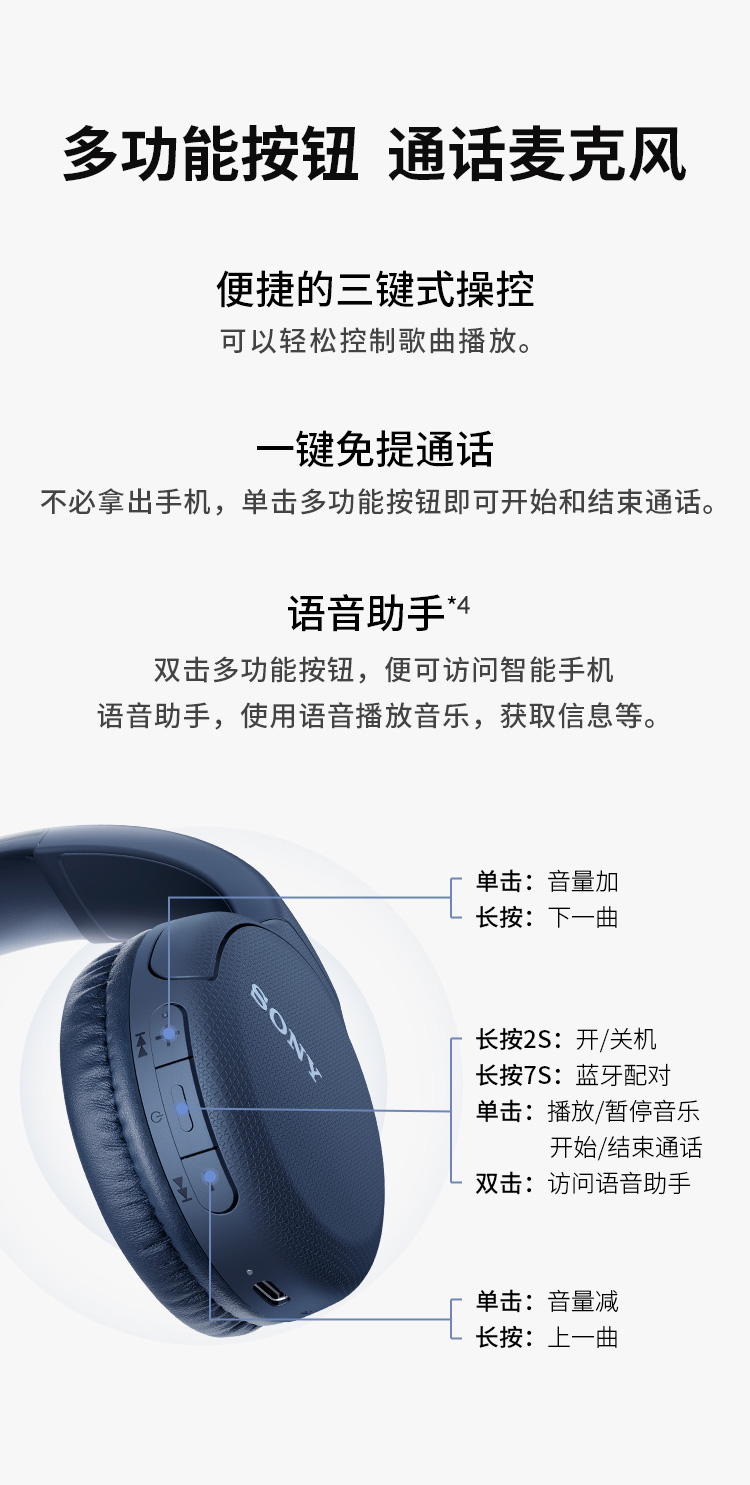 多功能按钮 通话麦克风
便捷的三键式操控
可以轻松控制歌曲播放。
一键免提通话
不必拿出手机，单击多功能按钮即可开始和结束通话。
语音助手*4
双击多功能按钮，便可访问智能手机
语音助手，使用语音播放音乐，获取信息等。
单击：音量加
长按：下一曲
SONY
长按2S：开/关机
长按7S：蓝牙配对
单击：播放/暂停音乐
开始/结束通话
双击：访问语音助手
单击：音量减
长按：上一曲